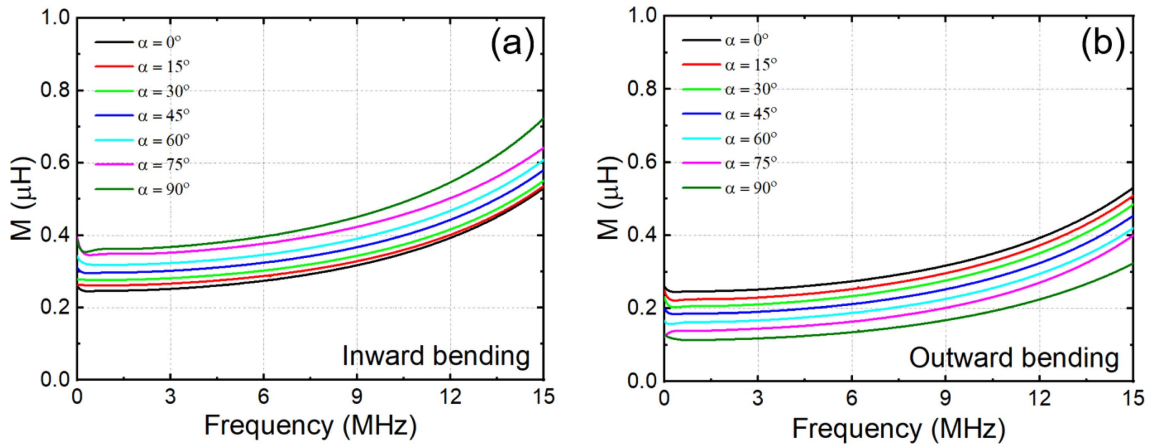 (a)
1.0
0.8
0.6
0.4
0.2
0.0
M (μH)
α = 0°
α = 15°
α = 30°
α = 45°
α = 60°
α = 75°
α = 90°
Inward bending
0 3 6 9 12 15
Frequency (MHz)
(b)
1.0
0.8
0.6
0.4
0.2
0.0
M (μH)
α = 0°
α = 15°
α = 30°
α = 45°
α = 60°
α = 75°
α = 90°
Outward bending
0 3 6 9 12 15
Frequency (MHz)